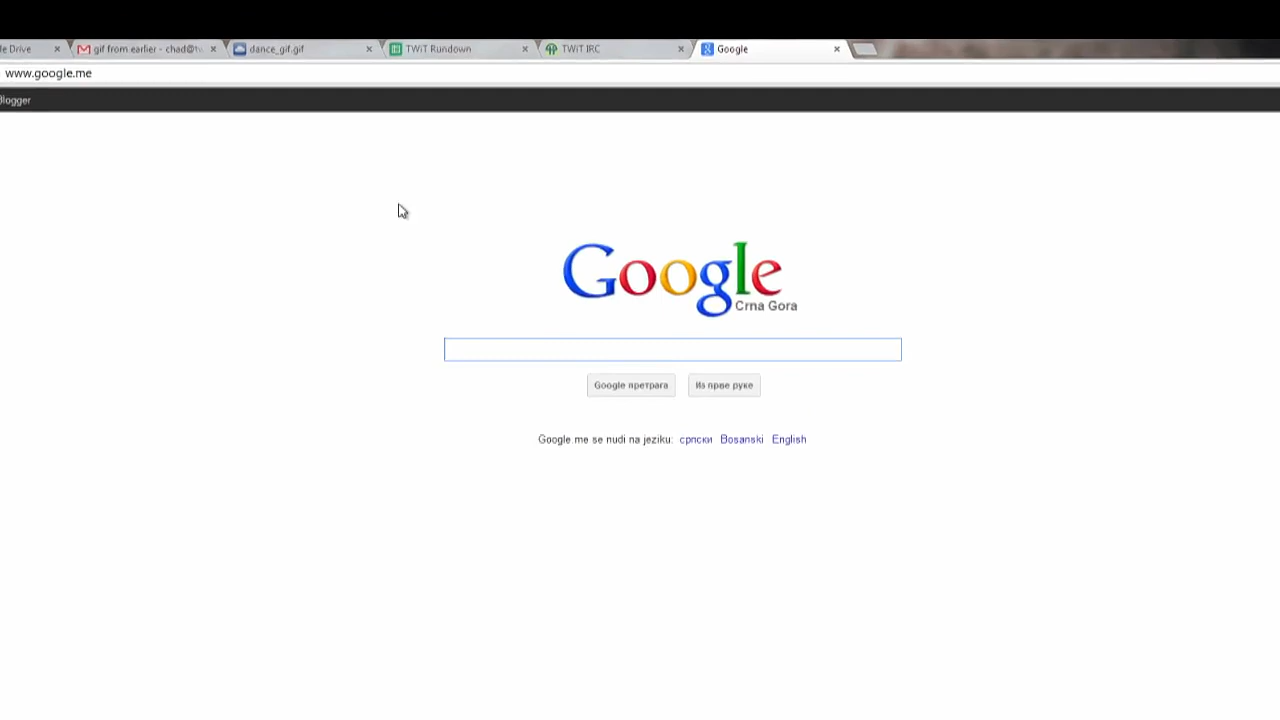 le Drive
gif from earlier - chad@tw
dance_gif.gif
TWiT Rundown
TWiT IRC
Google
www.google.me
Blogger
Google
Crna Gora
Google претрага
Из прве руке
Google.me se nudi na jeziku: српски Bosanski English